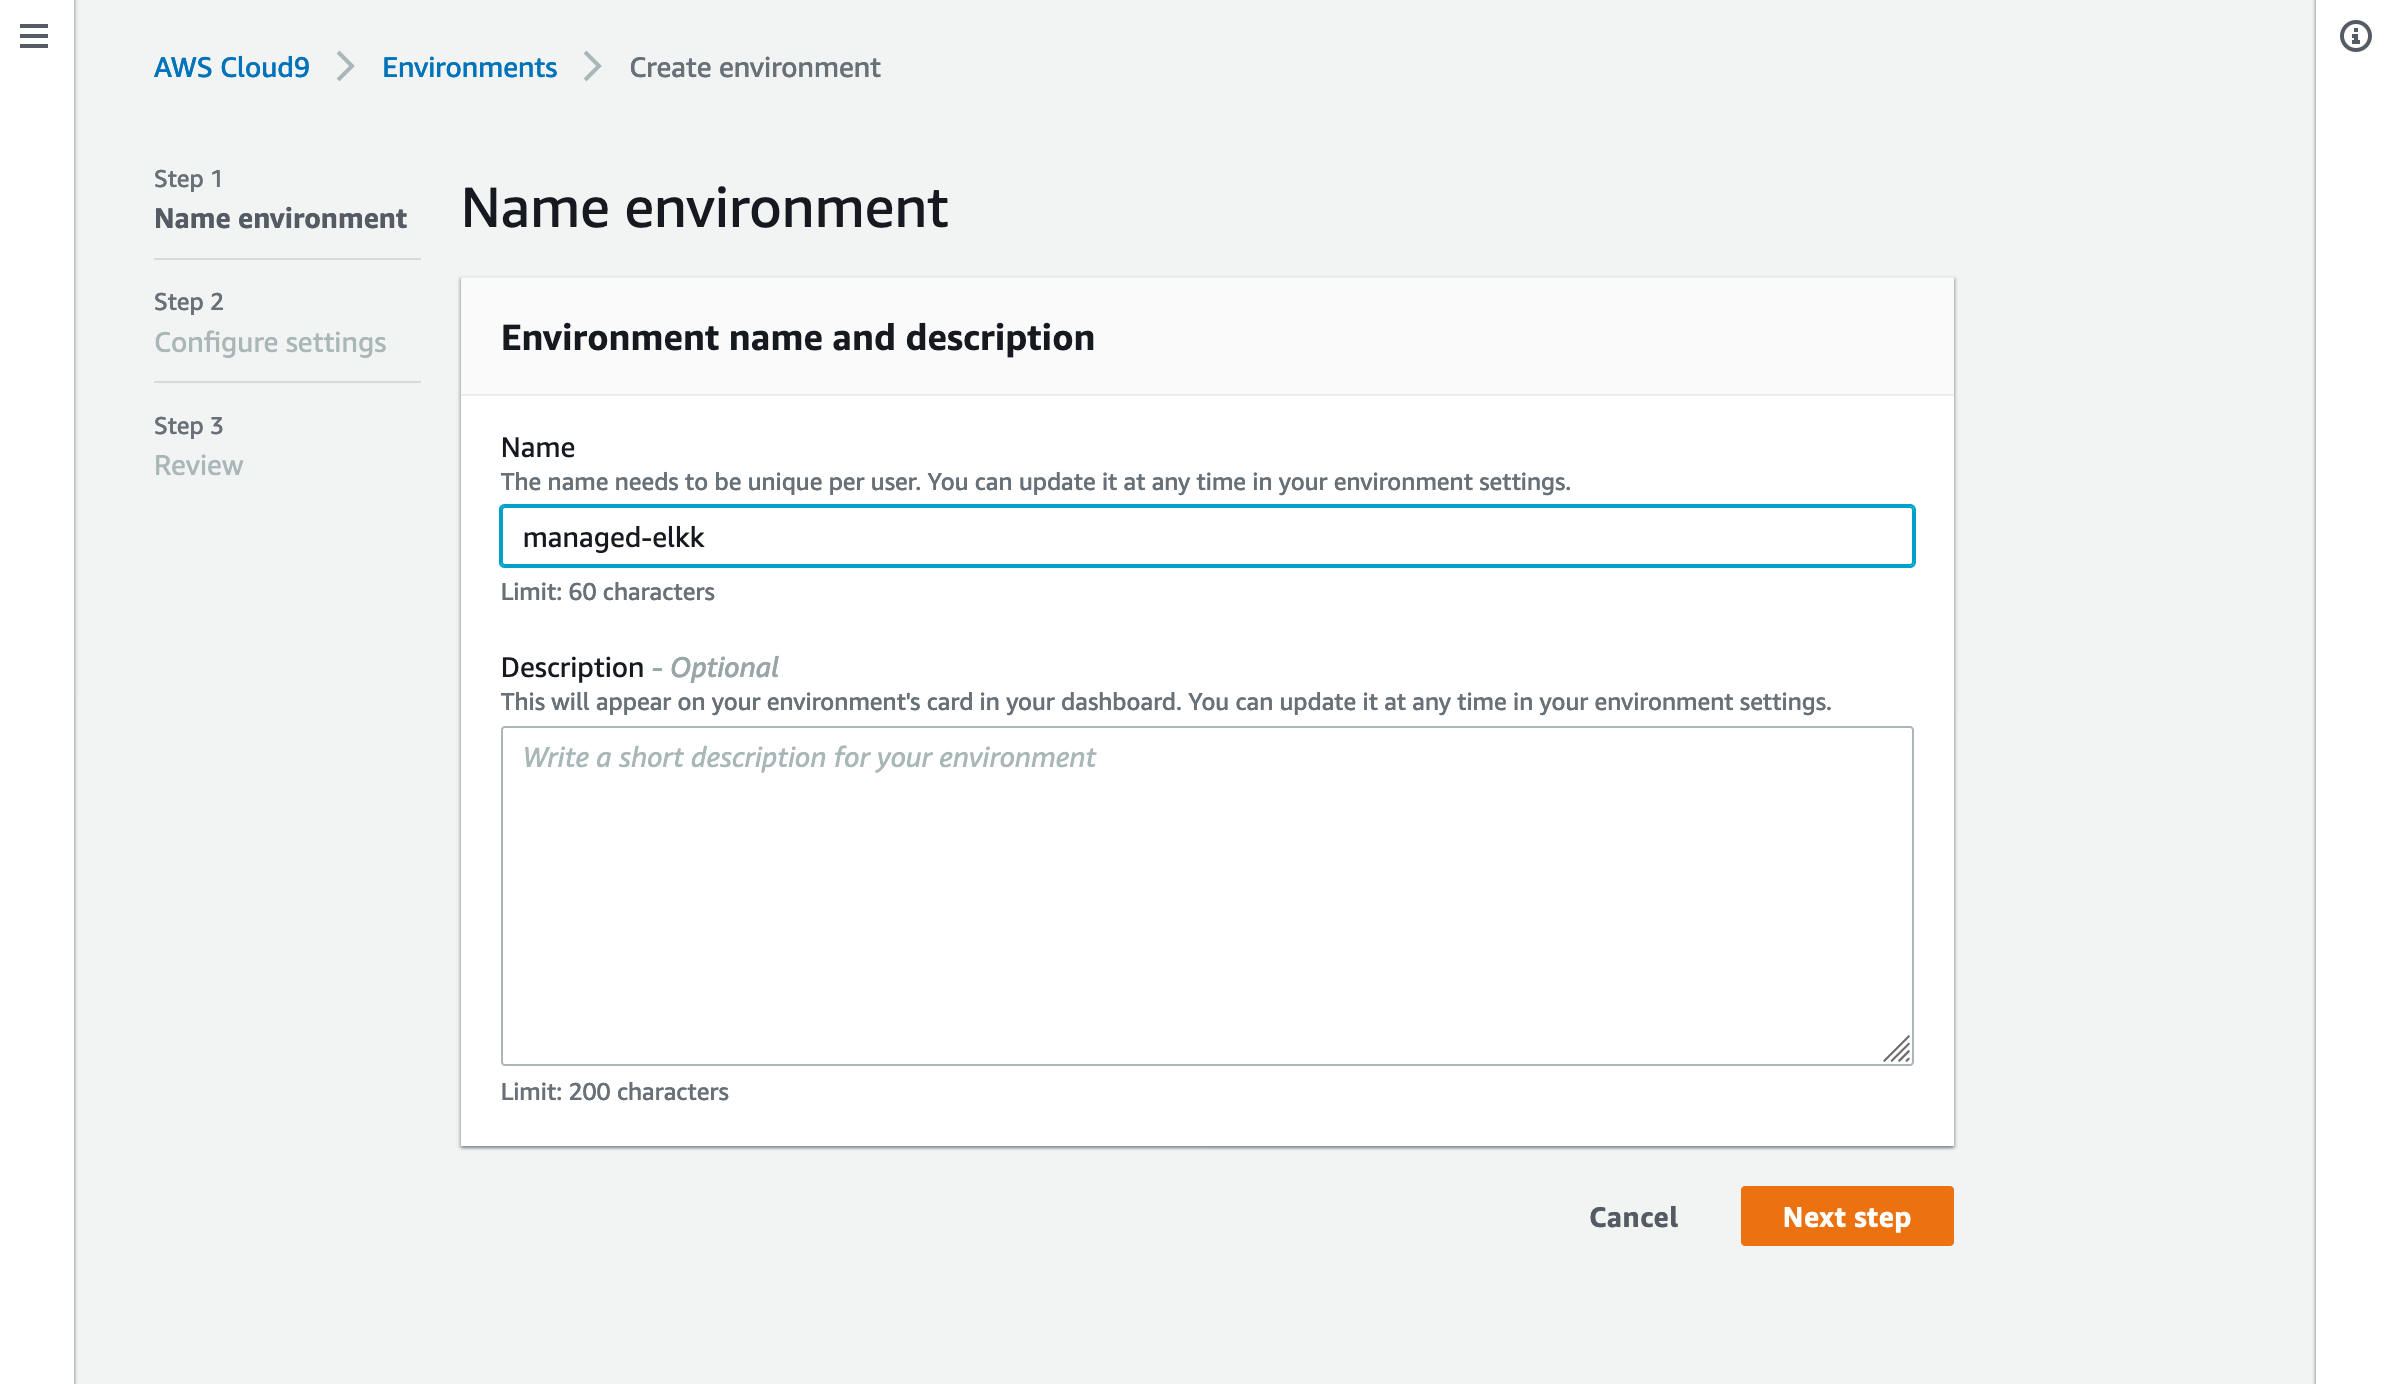 AWS Cloud9 > Environments > Create environment
Step 1
Name environment
Step 2
Configure settings
Step 3
Review
Name environment
Environment name and description
Name
The name needs to be unique per user. You can update it at any time in your environment settings.
managed-elkk
Limit: 60 characters
Description - Optional
This will appear on your environment's card in your dashboard. You can update it at any time in your environment settings.
Write a short description for your environment
Limit: 200 characters
Cancel
Next step